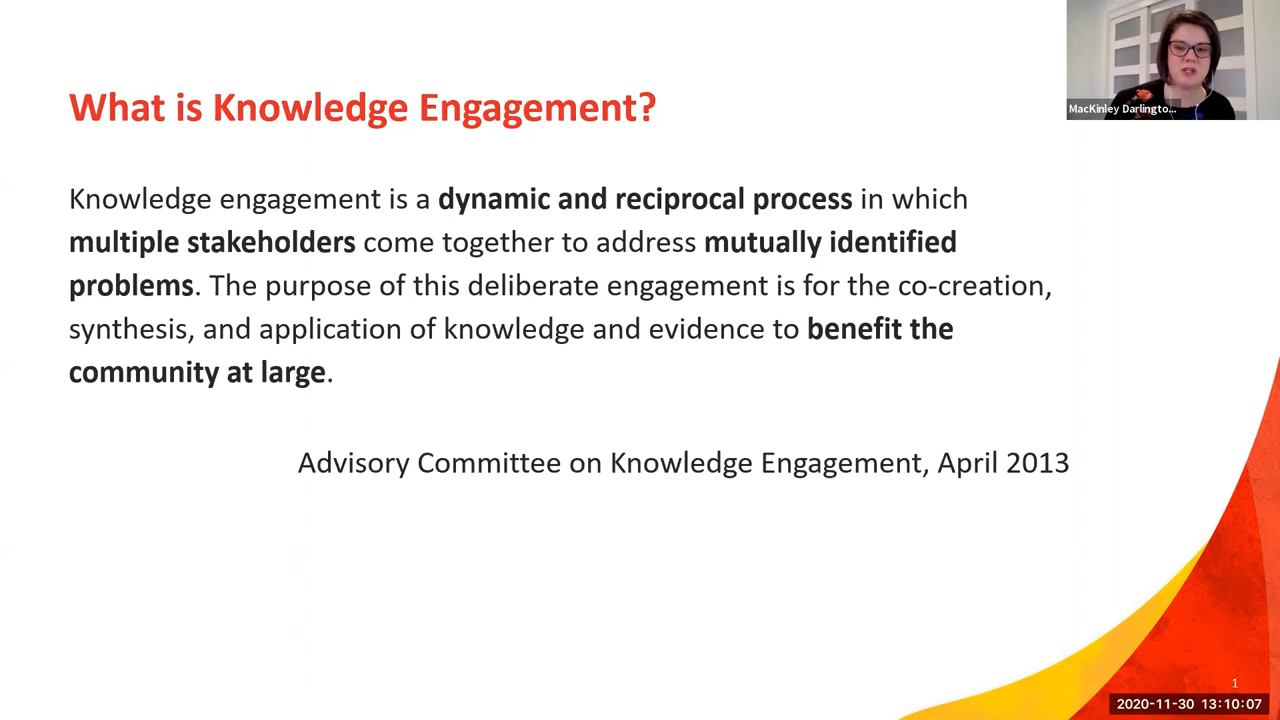 What is Knowledge Engagement?
MacKinley Darlingto...
Knowledge engagement is a dynamic and reciprocal process in which
multiple stakeholders come together to address mutually identified
problems. The purpose of this deliberate engagement is for the co-creation,
synthesis, and application of knowledge and evidence to benefit the
community at large.
Advisory Committee on Knowledge Engagement, April 2013
1
2020-11-30 13:10:07